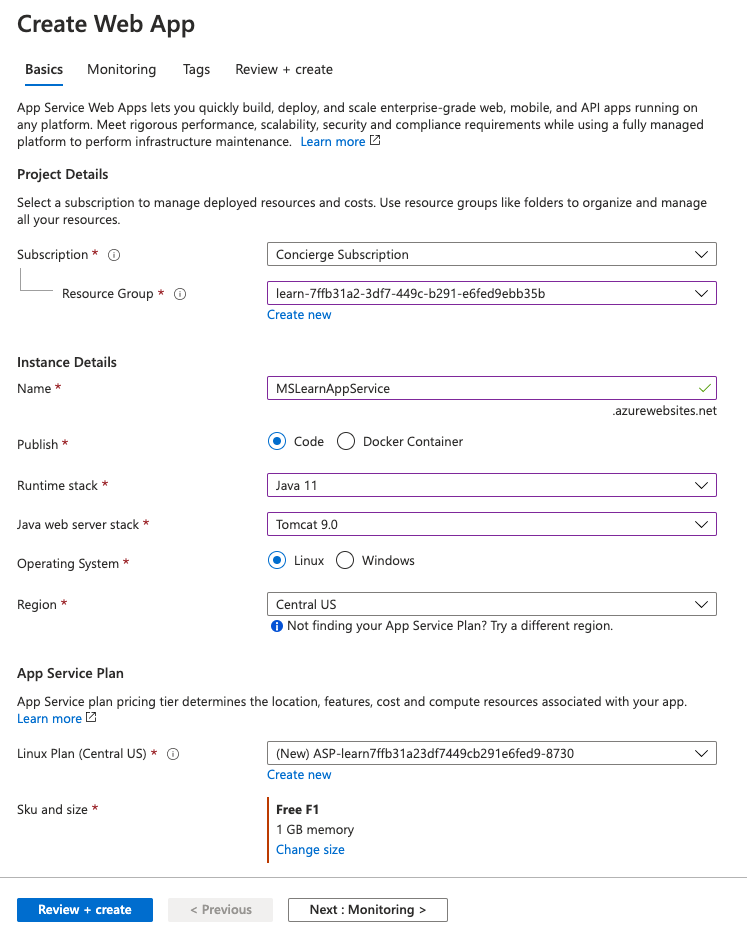 Create Web App
Basics Monitoring Tags Review + create
App Service Web Apps lets you quickly build, deploy, and scale enterprise-grade web, mobile, and API apps running on
any platform. Meet rigorous performance, scalability, security and compliance requirements while using a fully managed
platform to perform infrastructure maintenance. Learn more
Project Details
Select a subscription to manage deployed resources and costs. Use resource groups like folders to organize and manage
all your resources.
Subscription * Concierge Subscription
Resource Group * learn-7ffb31a2-3df7-449c-b291-e6fed9ebb35b
Create new
Instance Details
Name * MSLearnAppService
.azurewebsites.net
Publish * Code Docker Container
Runtime stack * Java 11
Java web server stack * Tomcat 9.0
Operating System * Linux Windows
Region * Central US
Not finding your App Service Plan? Try a different region.
App Service Plan
App Service plan pricing tier determines the location, features, cost and compute resources associated with your app.
Learn more
Linux Plan (Central US) * (New) ASP-learn7ffb31a23df7449cb291e6fed9-8730
Create new
Sku and size * Free F1
1 GB memory
Change size
Review + create < Previous Next : Monitoring >